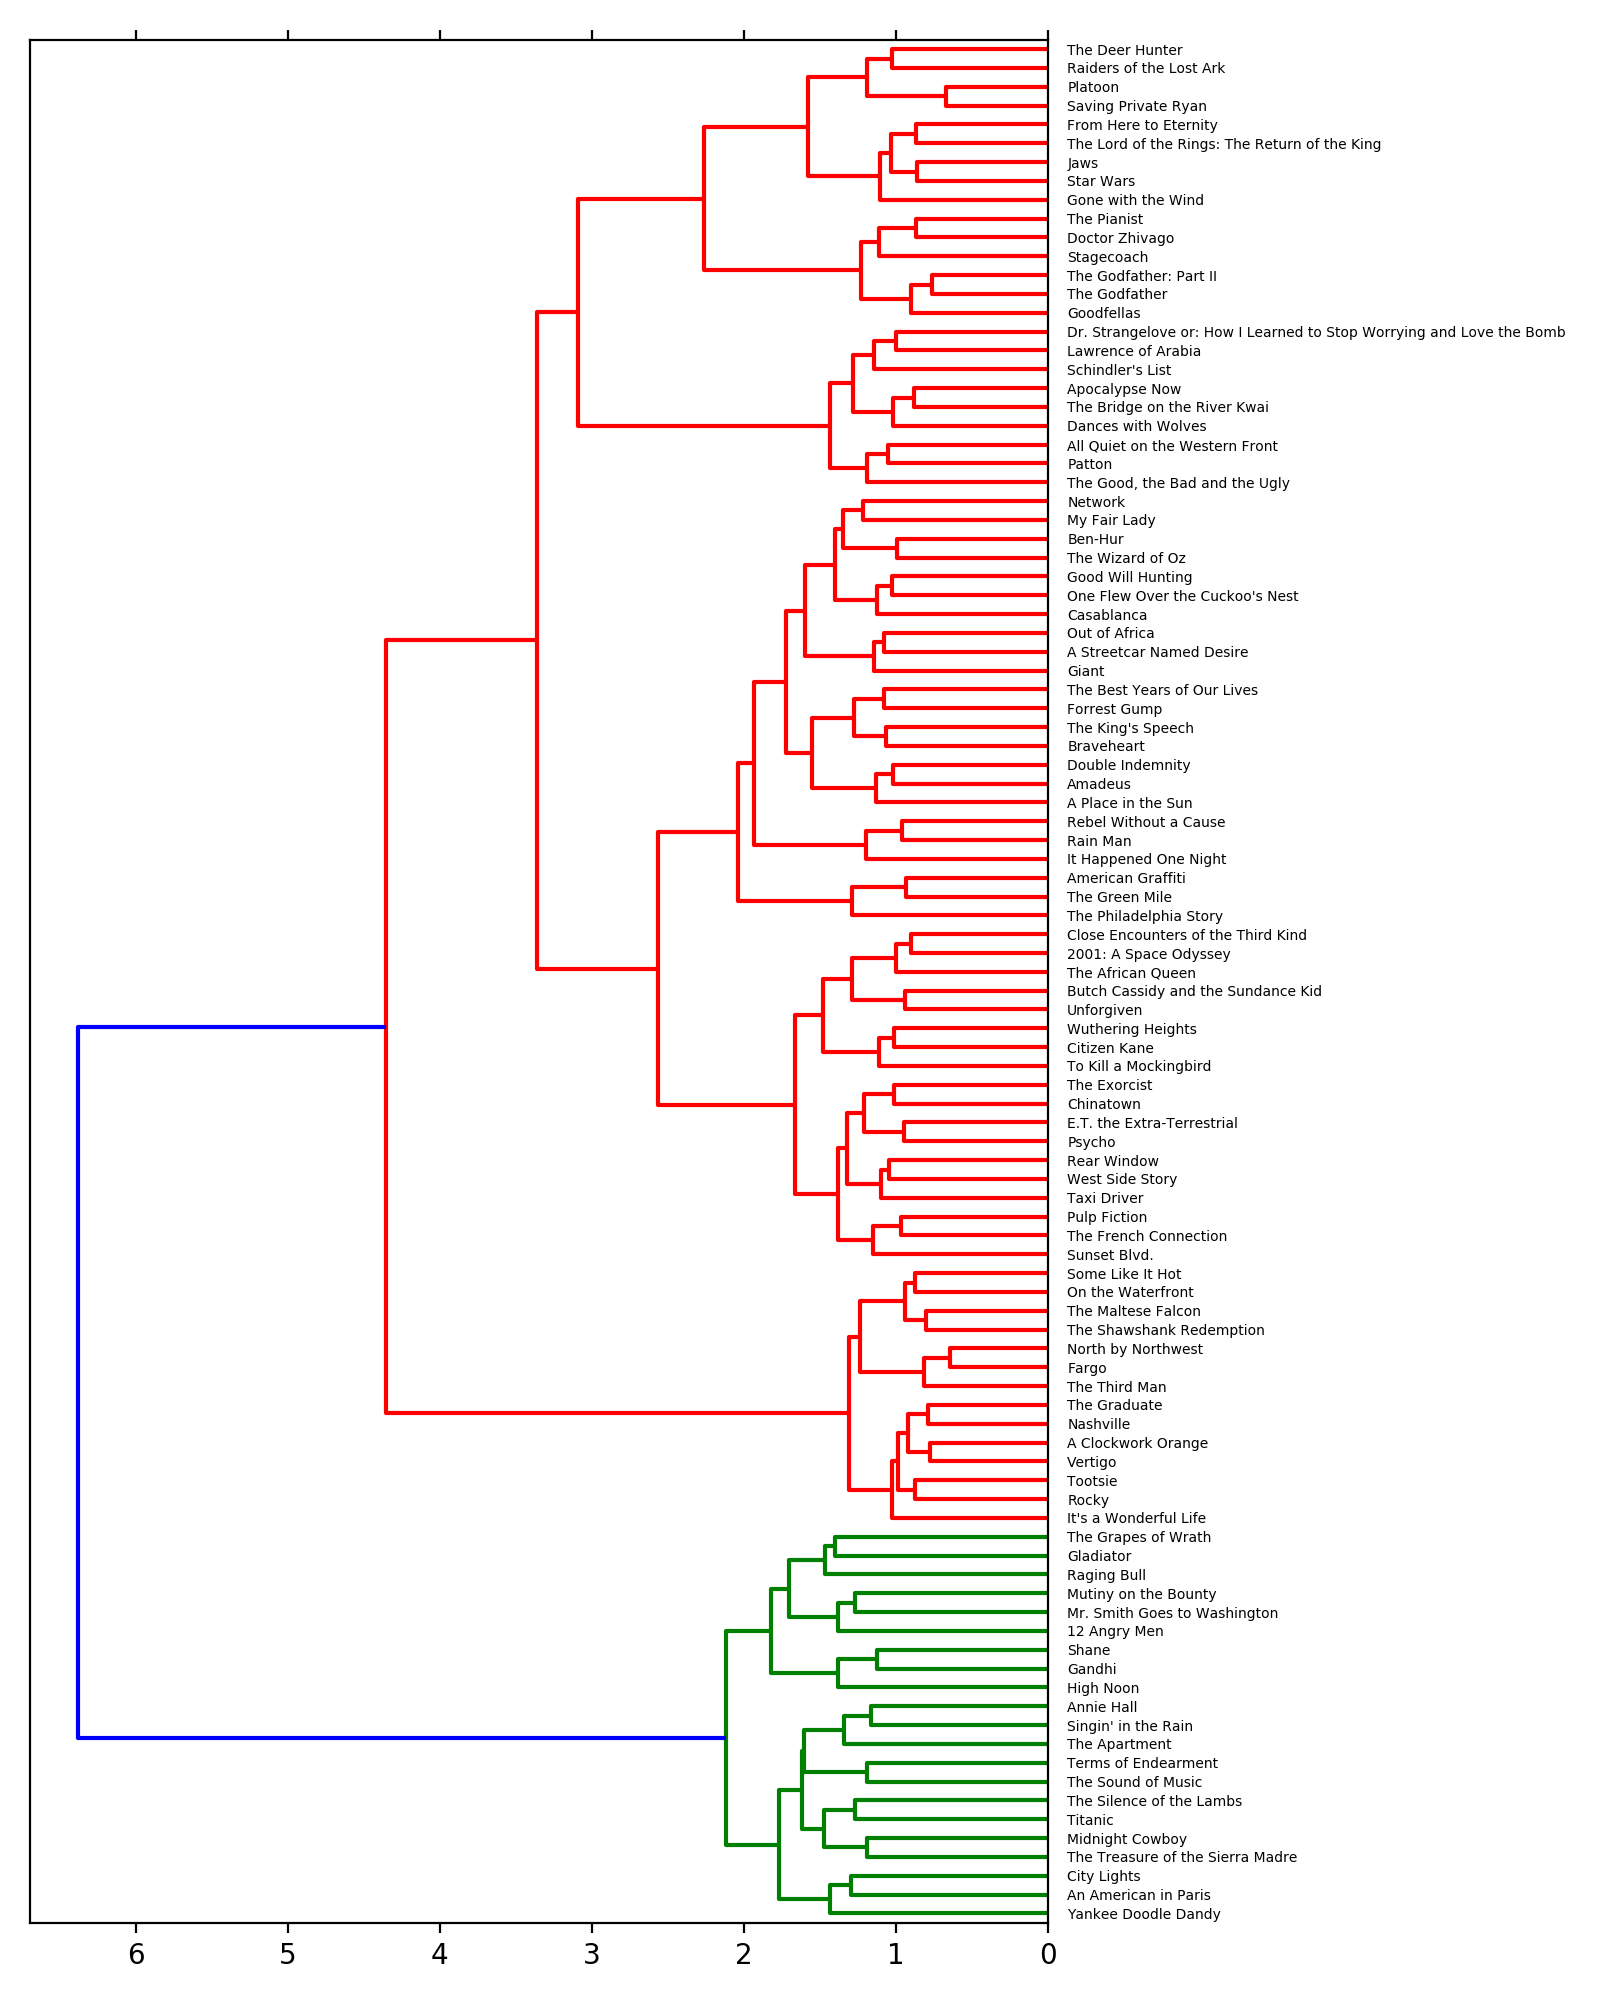 The Deer Hunter
Raiders of the Lost Ark
Platoon
Saving Private Ryan
From Here to Eternity
The Lord of the Rings: The Return of the King
Jaws
Star Wars
Gone with the Wind
The Pianist
Doctor Zhivago
Stagecoach
The Godfather: Part II
The Godfather
Goodfellas
Dr. Strangelove or: How I Learned to Stop Worrying and Love the Bomb
Lawrence of Arabia
Schindler's List
Apocalypse Now
The Bridge on the River Kwai
Dances with Wolves
All Quiet on the Western Front
Patton
The Good, the Bad and the Ugly
Network
My Fair Lady
Ben-Hur
The Wizard of Oz
Good Will Hunting
One Flew Over the Cuckoo's Nest
Casablanca
Out of Africa
A Streetcar Named Desire
Giant
The Best Years of Our Lives
Forrest Gump
The King's Speech
Braveheart
Double Indemnity
Amadeus
A Place in the Sun
Rebel Without a Cause
Rain Man
It Happened One Night
American Graffiti
The Green Mile
The Philadelphia Story
Close Encounters of the Third Kind
2001: A Space Odyssey
The African Queen
Butch Cassidy and the Sundance Kid
Unforgiven
Wuthering Heights
Citizen Kane
To Kill a Mockingbird
The Exorcist
Chinatown
E.T. the Extra-Terrestrial
Psycho
Rear Window
West Side Story
Taxi Driver
Pulp Fiction
The French Connection
Sunset Blvd.
Some Like It Hot
On the Waterfront
The Maltese Falcon
The Shawshank Redemption
North by Northwest
Fargo
The Third Man
The Graduate
Nashville
A Clockwork Orange
Vertigo
Tootsie
Rocky
It's a Wonderful Life
The Grapes of Wrath
Gladiator
Raging Bull
Mutiny on the Bounty
Mr. Smith Goes to Washington
12 Angry Men
Shane
Gandhi
High Noon
Annie Hall
Singin' in the Rain
The Apartment
Terms of Endearment
The Sound of Music
The Silence of the Lambs
Titanic
Midnight Cowboy
The Treasure of the Sierra Madre
City Lights
An American in Paris
Yankee Doodle Dandy
6 5 4 3 2 1 0